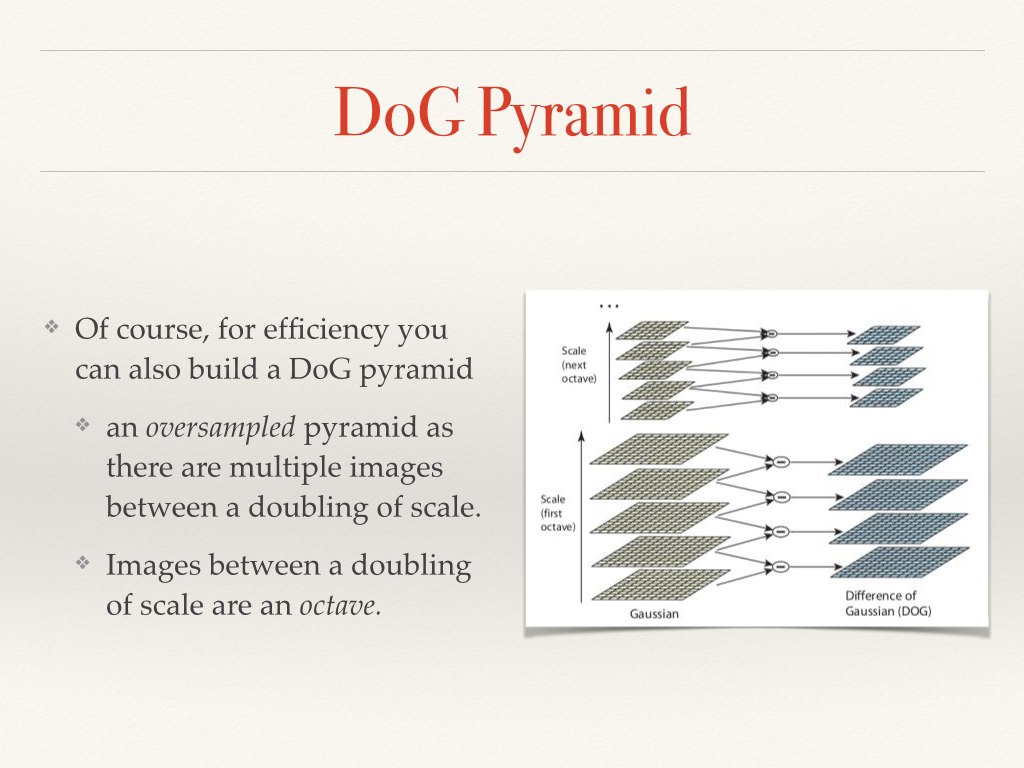 DoG Pyramid
❖ Of course, for efficiency you
can also build a DoG pyramid
❖ an oversampled pyramid as
there are multiple images
between a doubling of scale.
❖ Images between a doubling
of scale are an octave.
...
Scale
(next
octave)
Scale
(first
octave)
Gaussian
Difference of
Gaussian (DOG)